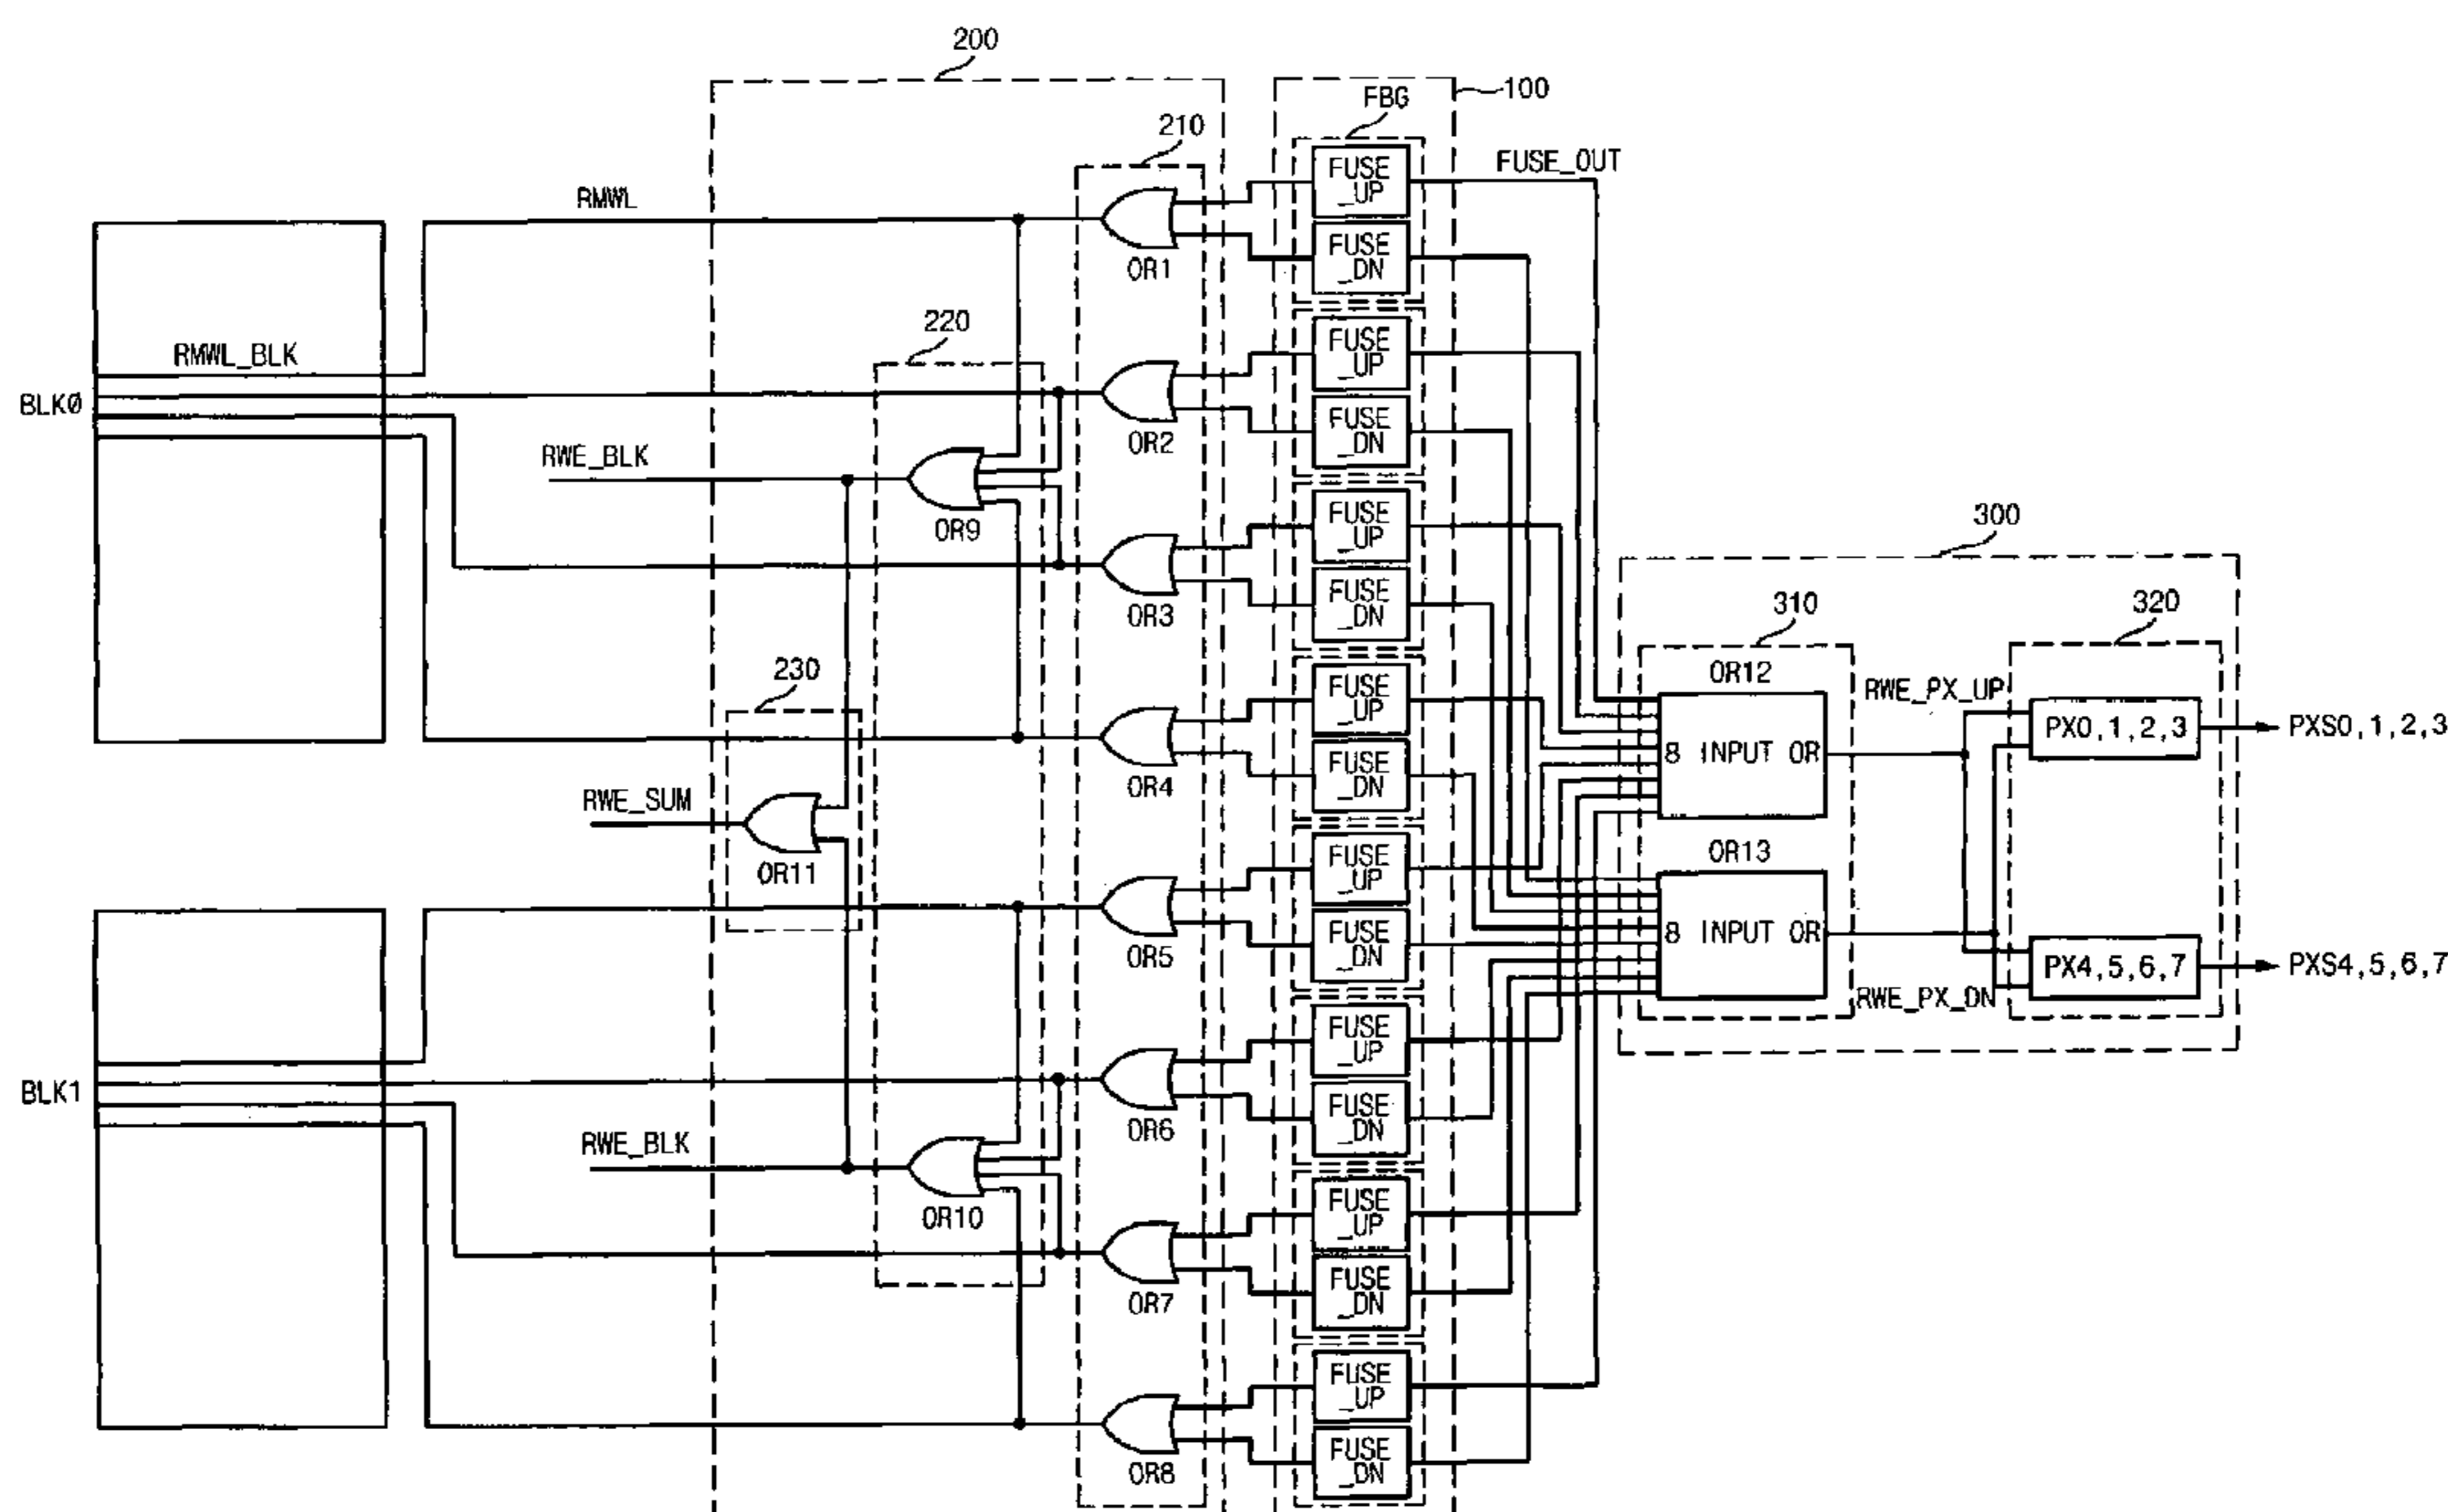 200
FBG
100
210
FUSE
_UP
FUSE_OUT
RMWL
FUSE
_DN
OR1
220
FUSE
_UP
RMWL_BLK
BLK0
FUSE
_DN
OR2
RWE_BLK
OR9
FUSE
_UP
300
FUSE
_DN
OR3
310
320
230
FUSE
_UP
OR12
RWE_PX_UP
PX0,1,2,3
PXS0,1,2,3
8 INPUT OR
FUSE
_DN
OR4
RWE_SUM
OR11
FUSE
_UP
OR13
8 INPUT OR
FUSE
_DN
OR5
PX4,5,6,7
PXS4,5,6,7
RWE_PX_DN
FUSE
_UP
BLK1
FUSE
_DN
OR6
RWE_BLK
OR10
FUSE
_UP
FUSE
_DN
OR7
FUSE
_UP
FUSE
_DN
OR8